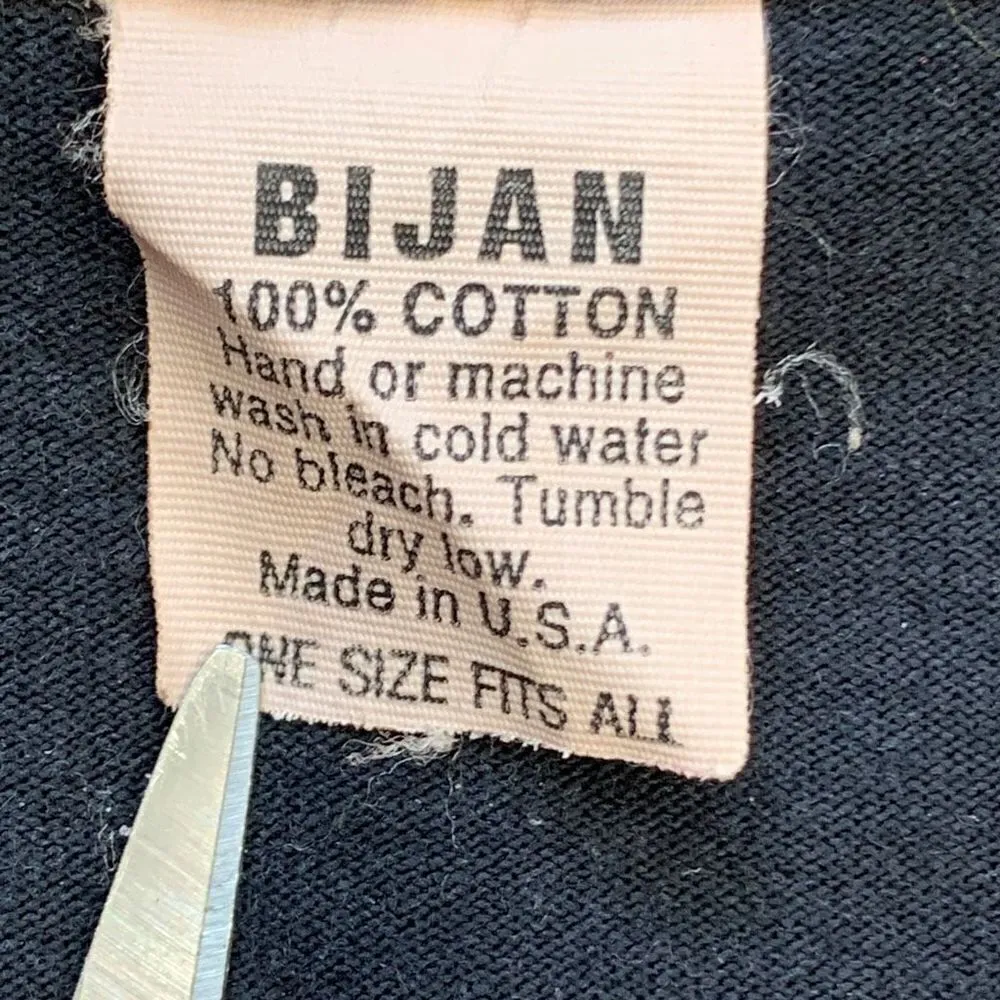 BIJAN
100% COTTON
Hand or machine
wash in cold water
No bleach. Tumble
dry low.
Made in U.S.A.
ONE SIZE FITS ALL